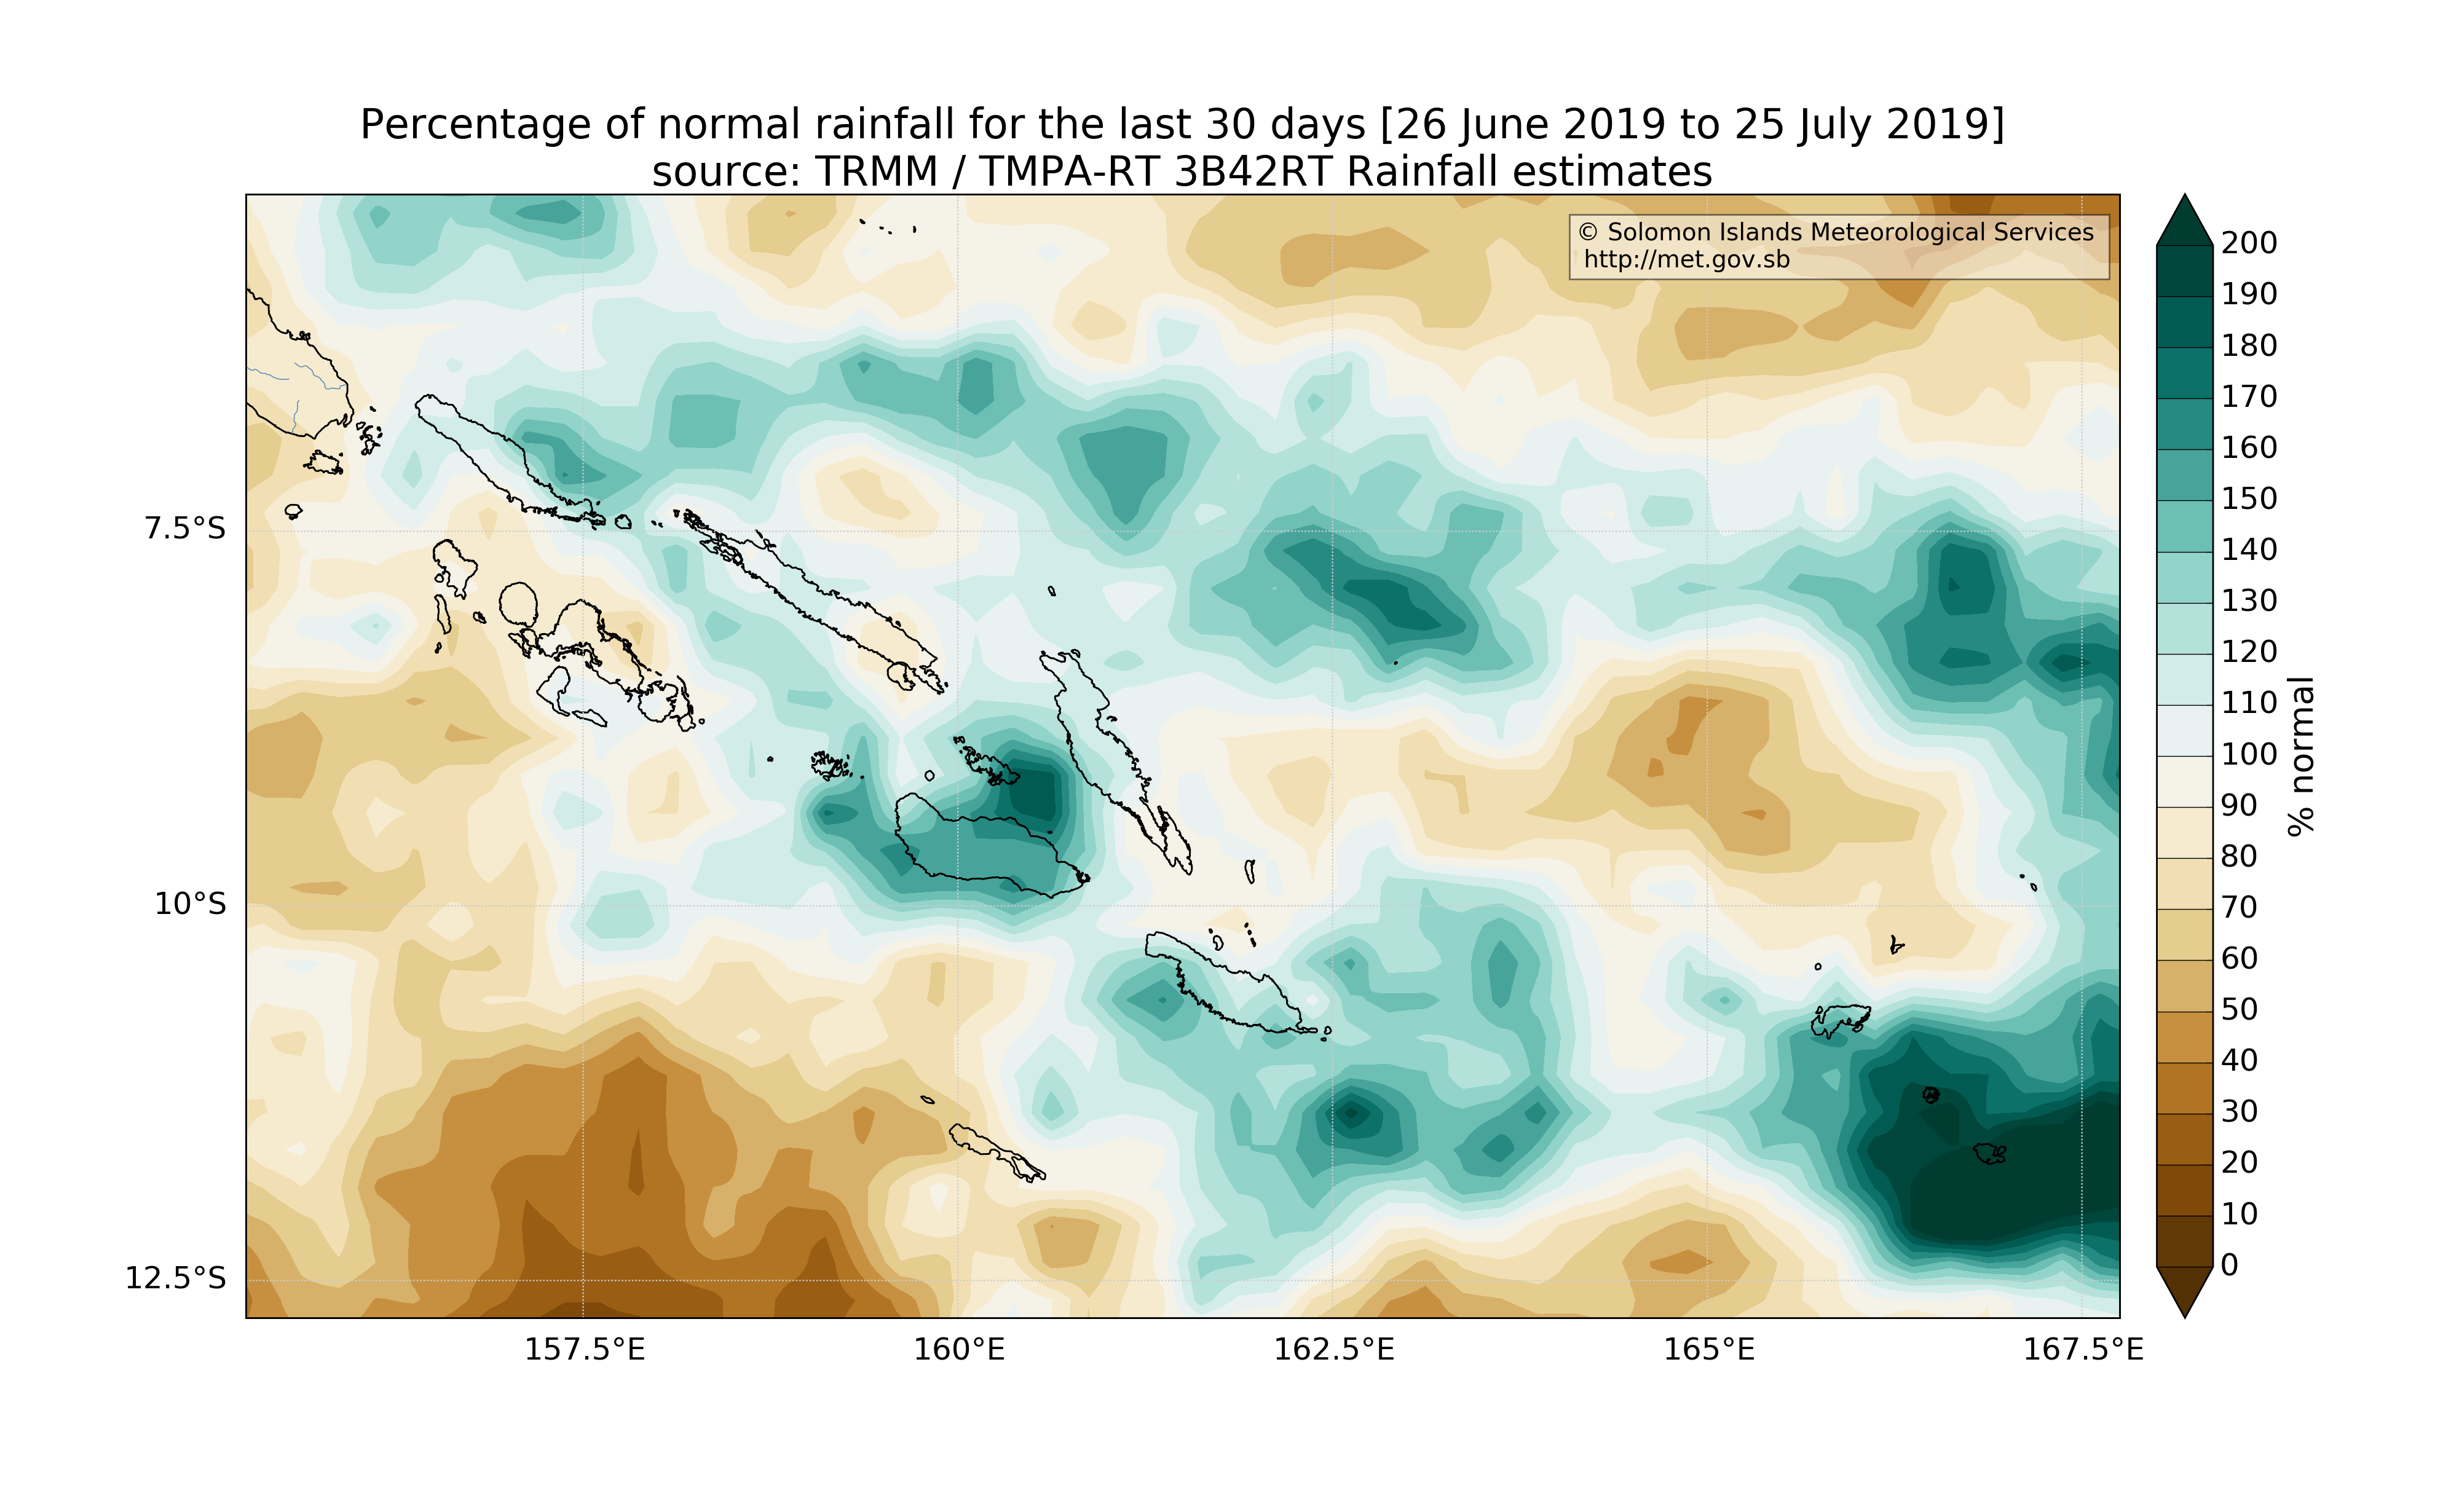 Percentage of normal rainfall for the last 30 days [26 June 2019 to 25 July 2019]
source: TRMM / TMPA-RT 3B42RT Rainfall estimates
© Solomon Islands Meteorological Services
http://met.gov.sb
7.5°S
10°S
12.5°S
157.5°E
160°E
162.5°E
165°E
167.5°E
200
190
180
170
160
150
140
130
120
110
100
90
80
70
60
50
40
30
20
10
0
% normal